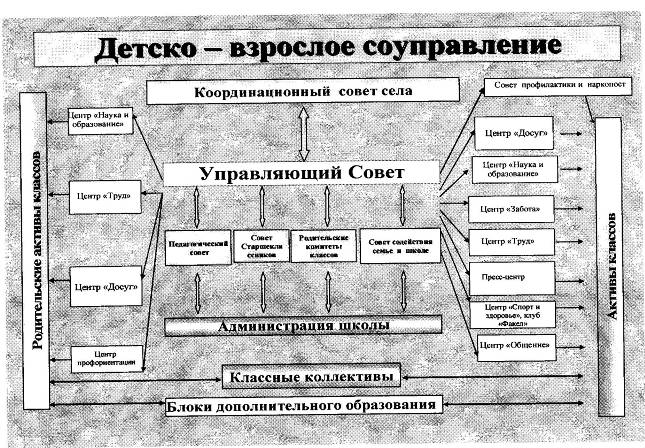 Детско – взрослое соуправление
Координационный совет села
Совет профилактики и наркопост
Центр «Наука и
образование»
Центр «Досуг»
Управляющий Совет
Центр «Наука и
образование»
Центр «Труд»
Центр «Забота»
Педагогический
совет
Совет
Старшекла
ссников
Родительские
комитеты
классов
Совет содействия
семье и школе
Центр «Труд»
Центр «Досуг»
Пресс-центр
Центр «Спорт и
здоровье», клуб
«Факел»
Администрация школы
Центр
профориентации
Центр «Общение»
Классные коллективы
Блоки дополнительного образования
Родительские активы классов
Активы классов